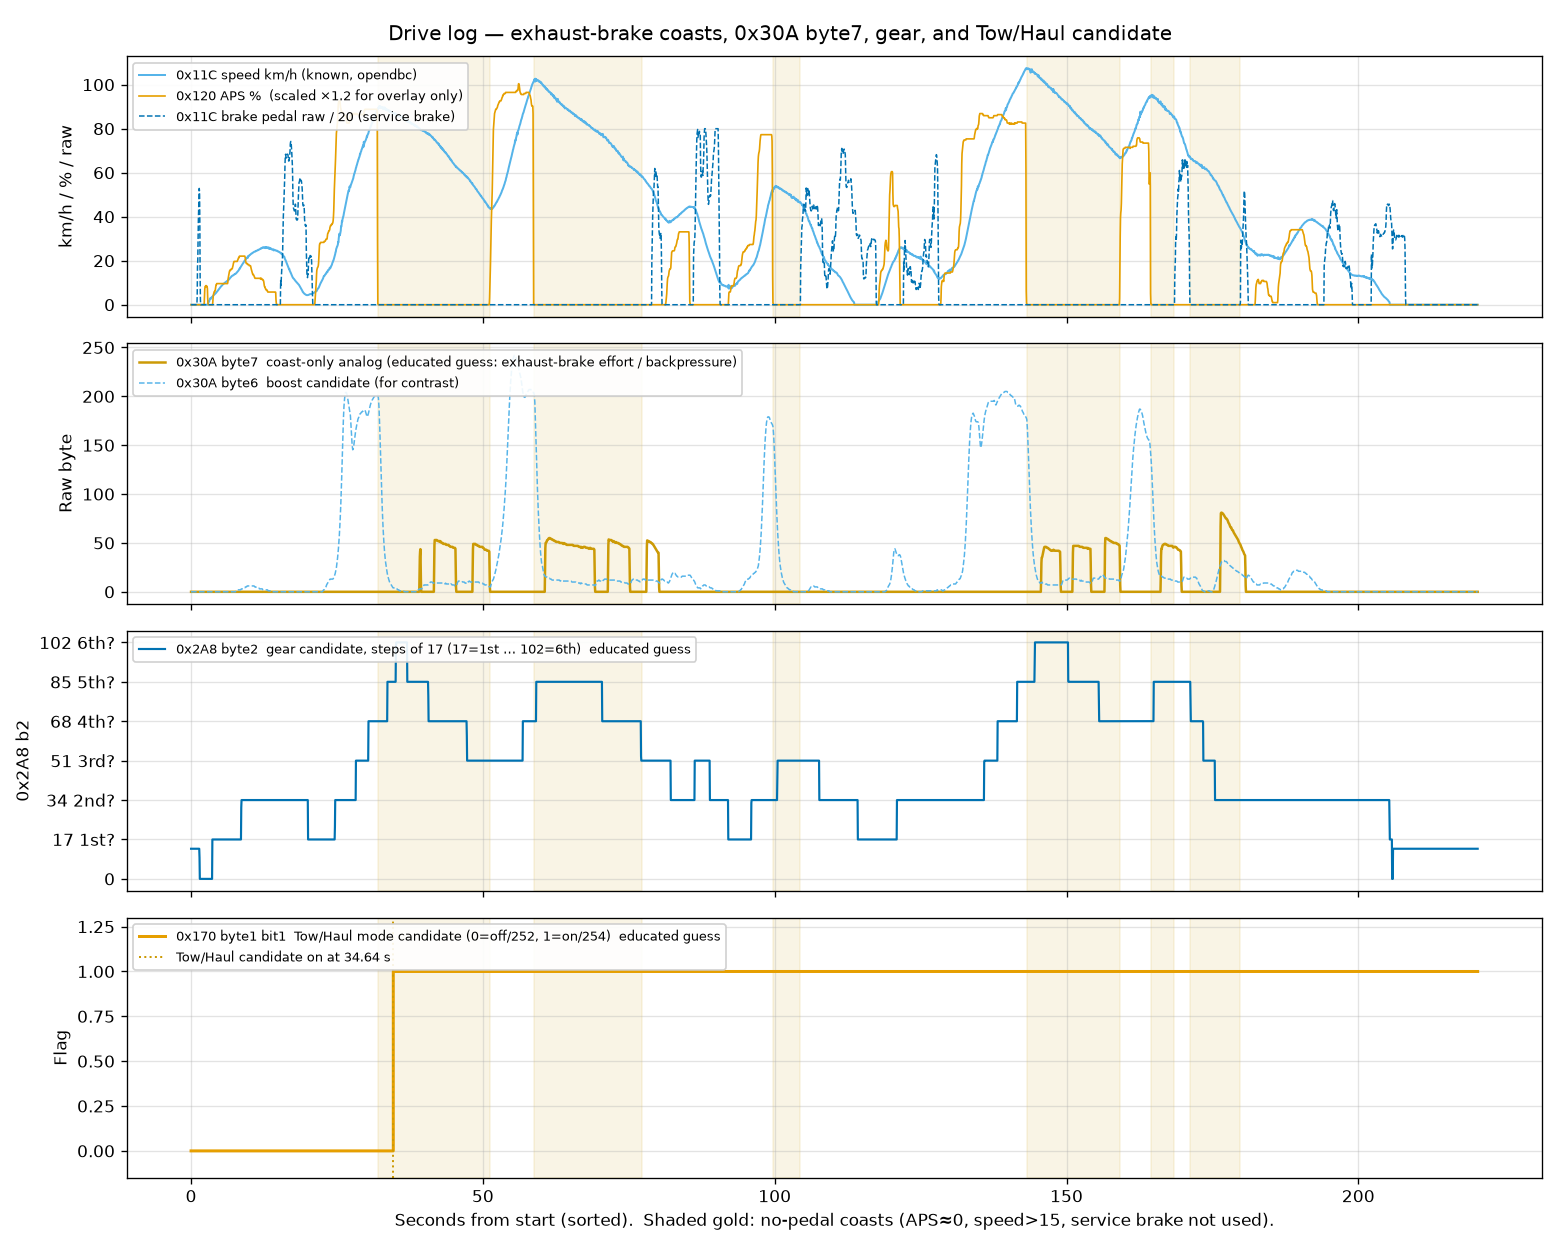 Drive log — exhaust-brake coasts, 0x30A byte7, gear, and Tow/Haul candidate
km/h / % / raw
100
80
60
40
20
0
0x11C speed km/h (known, opendbc)
0x120 APS %  (scaled ×1.2 for overlay only)
0x11C brake pedal raw / 20 (service brake)
Raw byte
250
200
150
100
50
0
0x30A byte7  coast-only analog (educated guess: exhaust-brake effort / backpressure)
0x30A byte6  boost candidate (for contrast)
0x2A8 b2
102 6th?
85 5th?
68 4th?
51 3rd?
34 2nd?
17 1st?
0
0x2A8 byte2  gear candidate, steps of 17 (17=1st ... 102=6th)  educated guess
Flag
1.25
1.00
0.75
0.50
0.25
0.00
0x170 byte1 bit1  Tow/Haul mode candidate (0=off/252, 1=on/254)  educated guess
Tow/Haul candidate on at 34.64 s
0
50
100
150
200
Seconds from start (sorted).  Shaded gold: no-pedal coasts (APS≈0, speed>15, service brake not used).